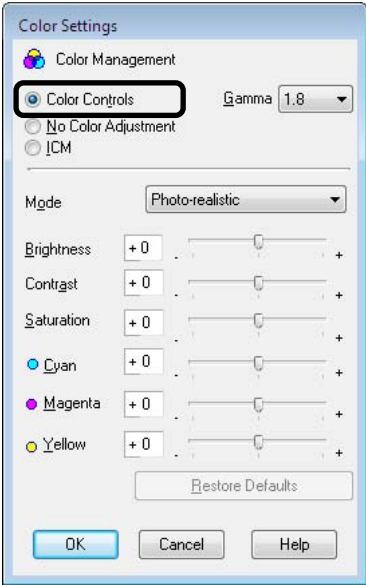 Color Settings
Color Management
Color Controls Gamma 1.8
No Color Adjustment
ICM
Mode Photo-realistic
Brightness +0 - +
Contrast +0 - +
Saturation +0 - +
Cyan +0 - +
Magenta +0 - +
Yellow +0 - +
Restore Defaults
OK Cancel Help